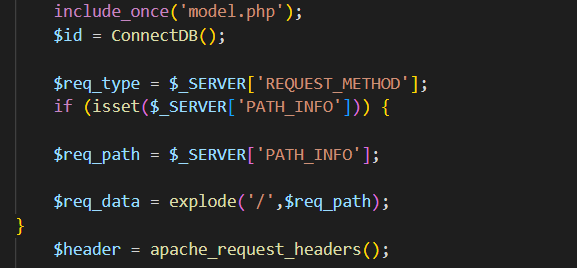 include_once('model.php');
$id = ConnectDB();
$req_type = $_SERVER['REQUEST_METHOD'];
if (isset($_SERVER['PATH_INFO'])) {
$req_path = $_SERVER['PATH_INFO'];
$req_data = explode('/',$req_path);
}
$header = apache_request_headers();